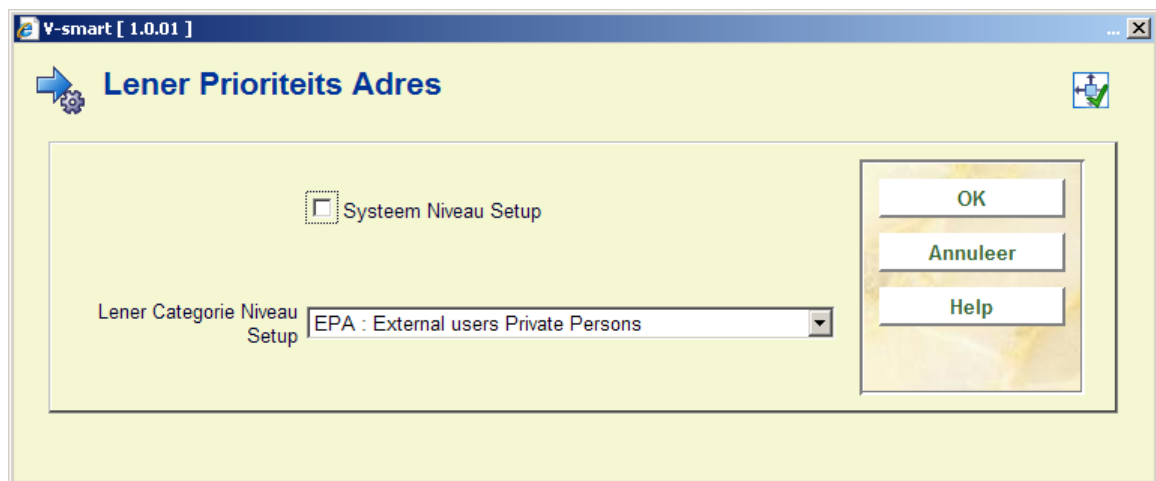 V-smart [ 1.0.01 ]
...
Lener Prioriteits Adres
Systeem Niveau Setup
Lener Categorie Niveau
Setup
EPA : External users Private Persons
OK
Annuleer
Help